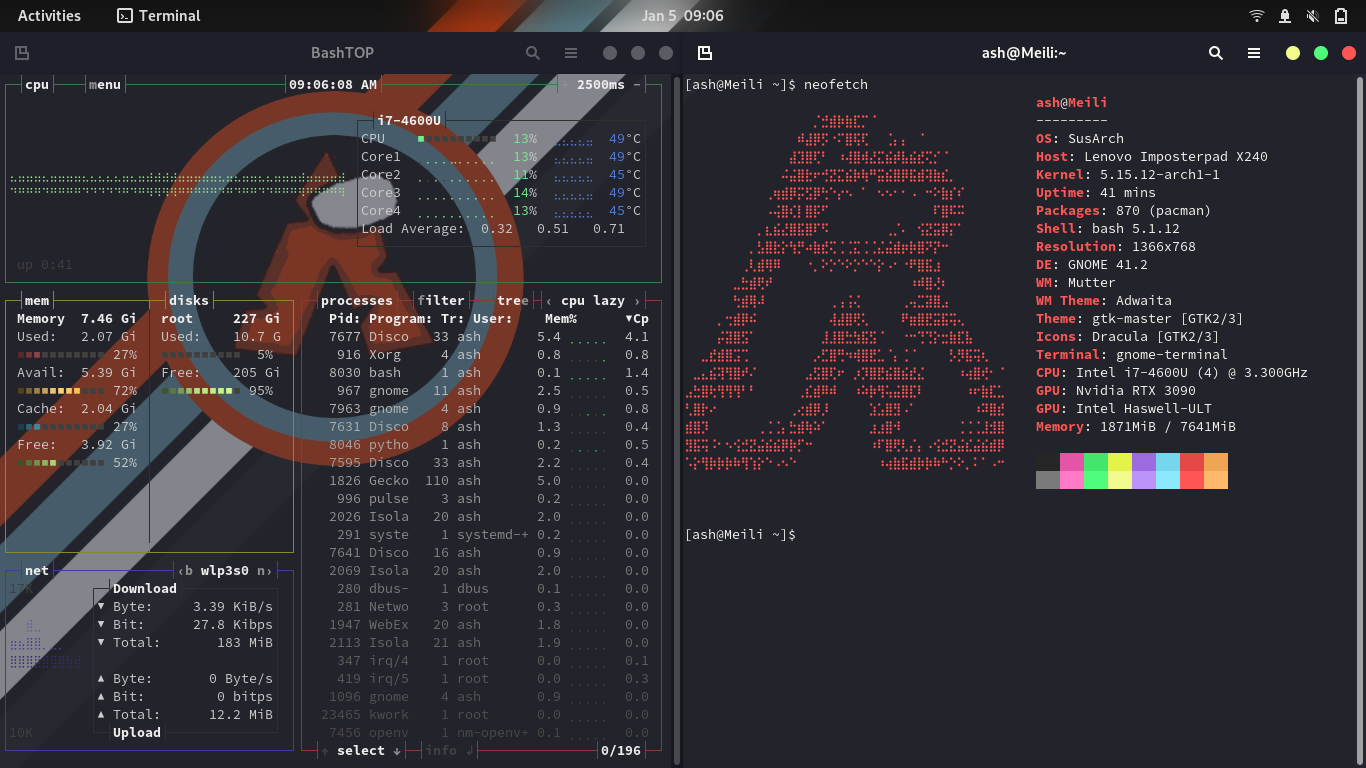 Activities Terminal Jan 5 09:06
BashTOP
cpu menu 09:06:08 AM 2500ms −
i7-4600U
CPU 13% 49°C
Core1 13% 49°C
Core2 11% 45°C
Core3 14% 49°C
Core4 13% 45°C
Load Average: 0.32 0.51 0.71
up 0:41
mem disks
Memory 7.46 Gi root 227 Gi
Used: 2.07 Gi Used: 10.7 G
27% 5%
Avail: 5.39 Gi Free: 205 Gi
72% 95%
Cache: 2.04 Gi
27%
Free: 3.92 Gi
52%
net ‹b wlp3s0 n›
17K
Download
▼ Byte: 3.39 KiB/s
▼ Bit: 27.8 Kibps
▼ Total: 183 MiB
▲ Byte: 0 Byte/s
▲ Bit: 0 bitps
▲ Total: 12.2 MiB
10K Upload
processes filter tree ‹ cpu lazy ›
Pid: Program: Tr: User: Mem% ▼Cp
7677 Disco 33 ash 5.4 4.1
916 Xorg 4 ash 0.8 0.8
8030 bash 1 ash 0.1 1.4
967 gnome 11 ash 2.5 0.5
7963 gnome 4 ash 0.9 0.8
7631 Disco 8 ash 1.3 0.4
8046 pytho 1 ash 0.2 0.5
7595 Disco 33 ash 2.2 0.4
1826 Gecko 110 ash 5.0 0.0
996 pulse 3 ash 0.2 0.0
2026 Isola 20 ash 2.0 0.0
291 syste 1 systemd-+ 0.2 0.0
7641 Disco 16 ash 0.9 0.0
2069 Isola 20 ash 2.0 0.0
280 dbus- 1 dbus 0.1 0.0
281 Netwo 3 root 0.3 0.0
1947 WebEx 20 ash 1.8 0.0
2113 Isola 21 ash 1.9 0.0
347 irq/4 1 root 0.0 0.1
419 irq/5 1 root 0.0 0.3
1096 gnome 4 ash 0.9 0.0
23465 kwork 1 root 0.0 0.0
7456 openv 1 nm-openv+ 0.1 0.0
↑ select ↓ info ↲ 0/196
ash@Meili:~
[ash@Meili ~]$ neofetch
ash@Meili
---------
OS: SusArch
Host: Lenovo Imposterpad X240
Kernel: 5.15.12-arch1-1
Uptime: 41 mins
Packages: 870 (pacman)
Shell: bash 5.1.12
Resolution: 1366x768
DE: GNOME 41.2
WM: Mutter
WM Theme: Adwaita
Theme: gtk-master [GTK2/3]
Icons: Dracula [GTK2/3]
Terminal: gnome-terminal
CPU: Intel i7-4600U (4) @ 3.300GHz
GPU: Nvidia RTX 3090
GPU: Intel Haswell-ULT
Memory: 1871MiB / 7641MiB
[ash@Meili ~]$